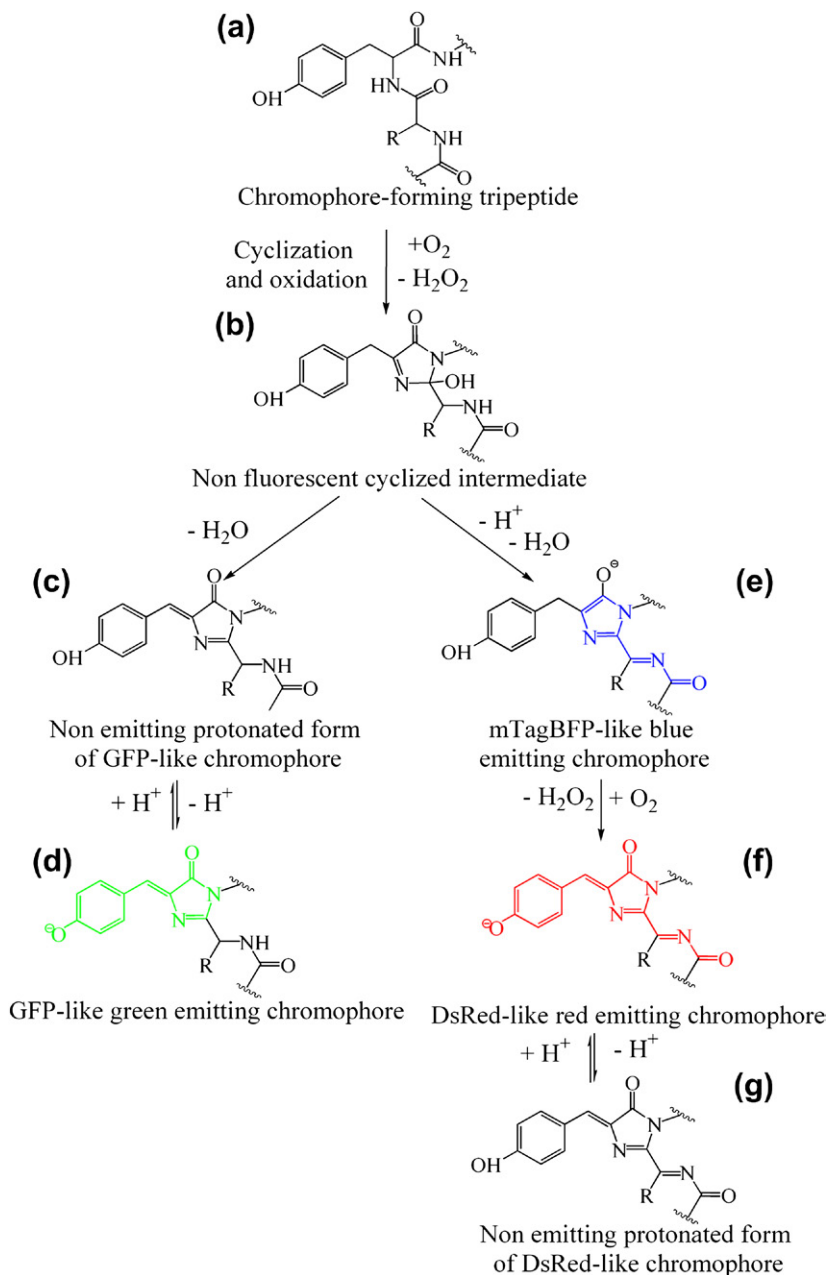 (a)
O
NH
HN
O
OH
R
NH
O
Chromophore-forming tripeptide
Cyclization
and oxidation
+O2
- H2O2
(b)
O
N
N
OH
OH
NH
R
O
Non fluorescent cyclized intermediate
- H2O
- H+
- H2O
(c)
O
N
N
OH
NH
R
O
Non emitting protonated form
of GFP-like chromophore
(e)
O⊖
N
N
OH
N
R
O
mTagBFP-like blue
emitting chromophore
+ H+
- H+
- H2O2
+ O2
(d)
O
N
N
⊖O
NH
R
O
GFP-like green emitting chromophore
(f)
O
N
N
⊖O
N
R
O
DsRed-like red emitting chromophore
+ H+
- H+
(g)
O
N
N
OH
N
R
O
Non emitting protonated form
of DsRed-like chromophore